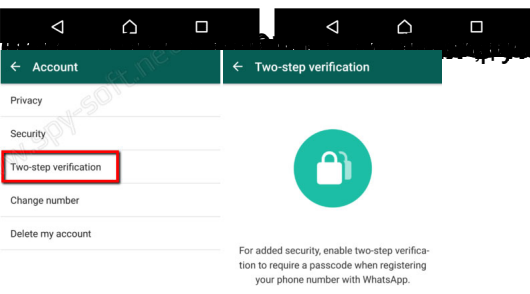 Account
Privacy
Security
Two-step verification
Change number
Delete my account
Two-step verification
For added security, enable two-step verifica-
tion to require a passcode when registering
your phone number with WhatsApp.